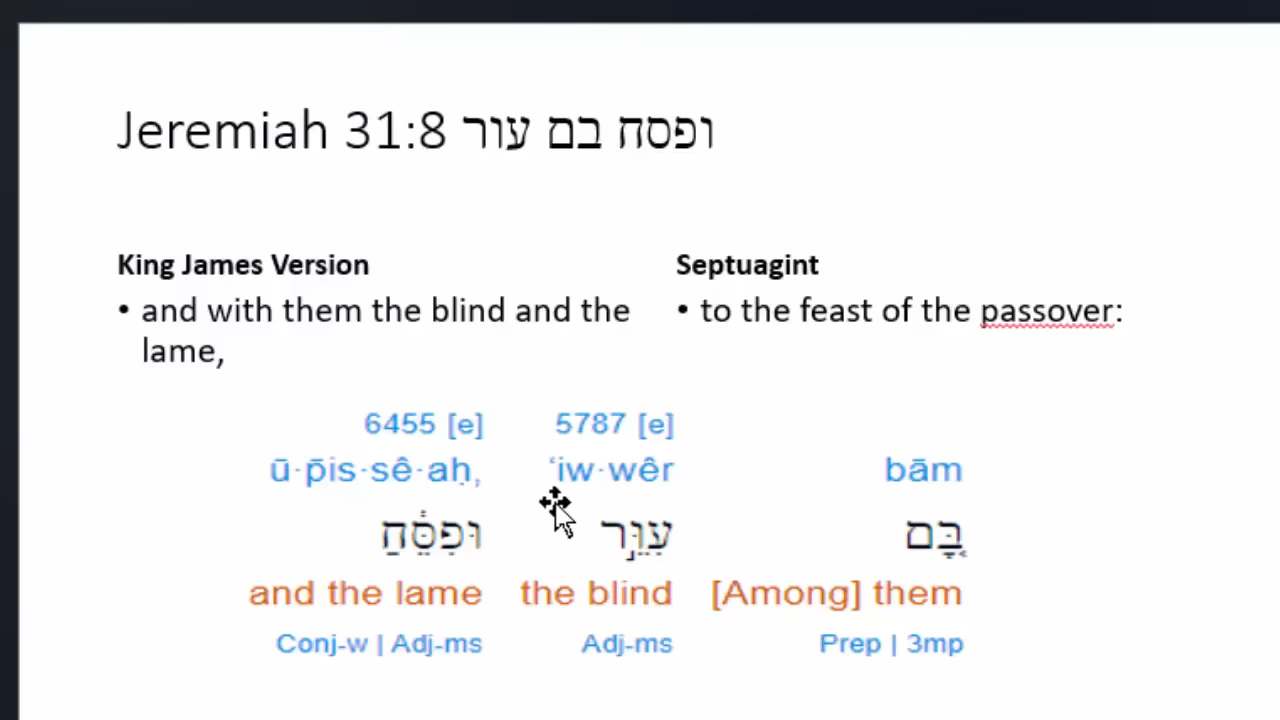 Jeremiah 31:8 ופסח בם עור
King James Version
• and with them the blind and the
lame,
Septuagint
• to the feast of the passover:
6455 [e] 5787 [e]
ū·p̄is·sê·aḥ, ‘iw·wêr bām
וּפִסֵּ֔חַ עִוֵּ֣ר בָּ֚ם
and the lame the blind [Among] them
Conj-w | Adj-ms Adj-ms Prep | 3mp